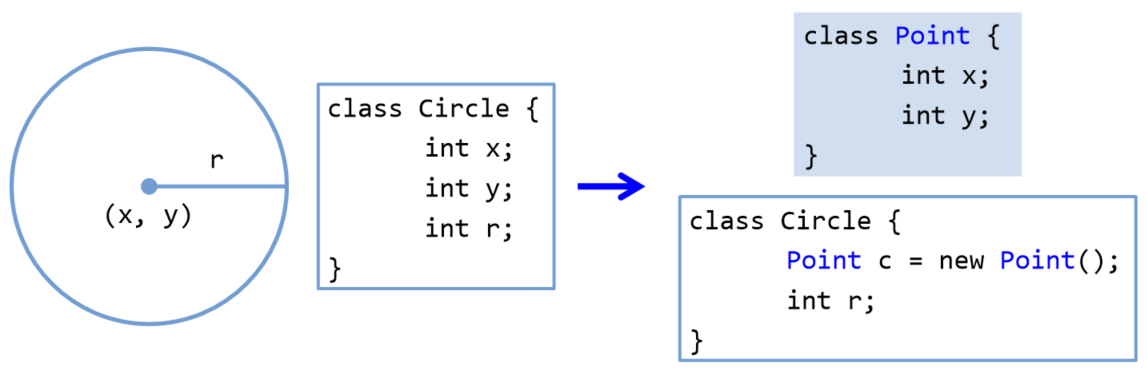 r
(x, y)
class Circle {
int x;
int y;
int r;
}
class Point {
int x;
int y;
}
class Circle {
Point c = new Point();
int r;
}